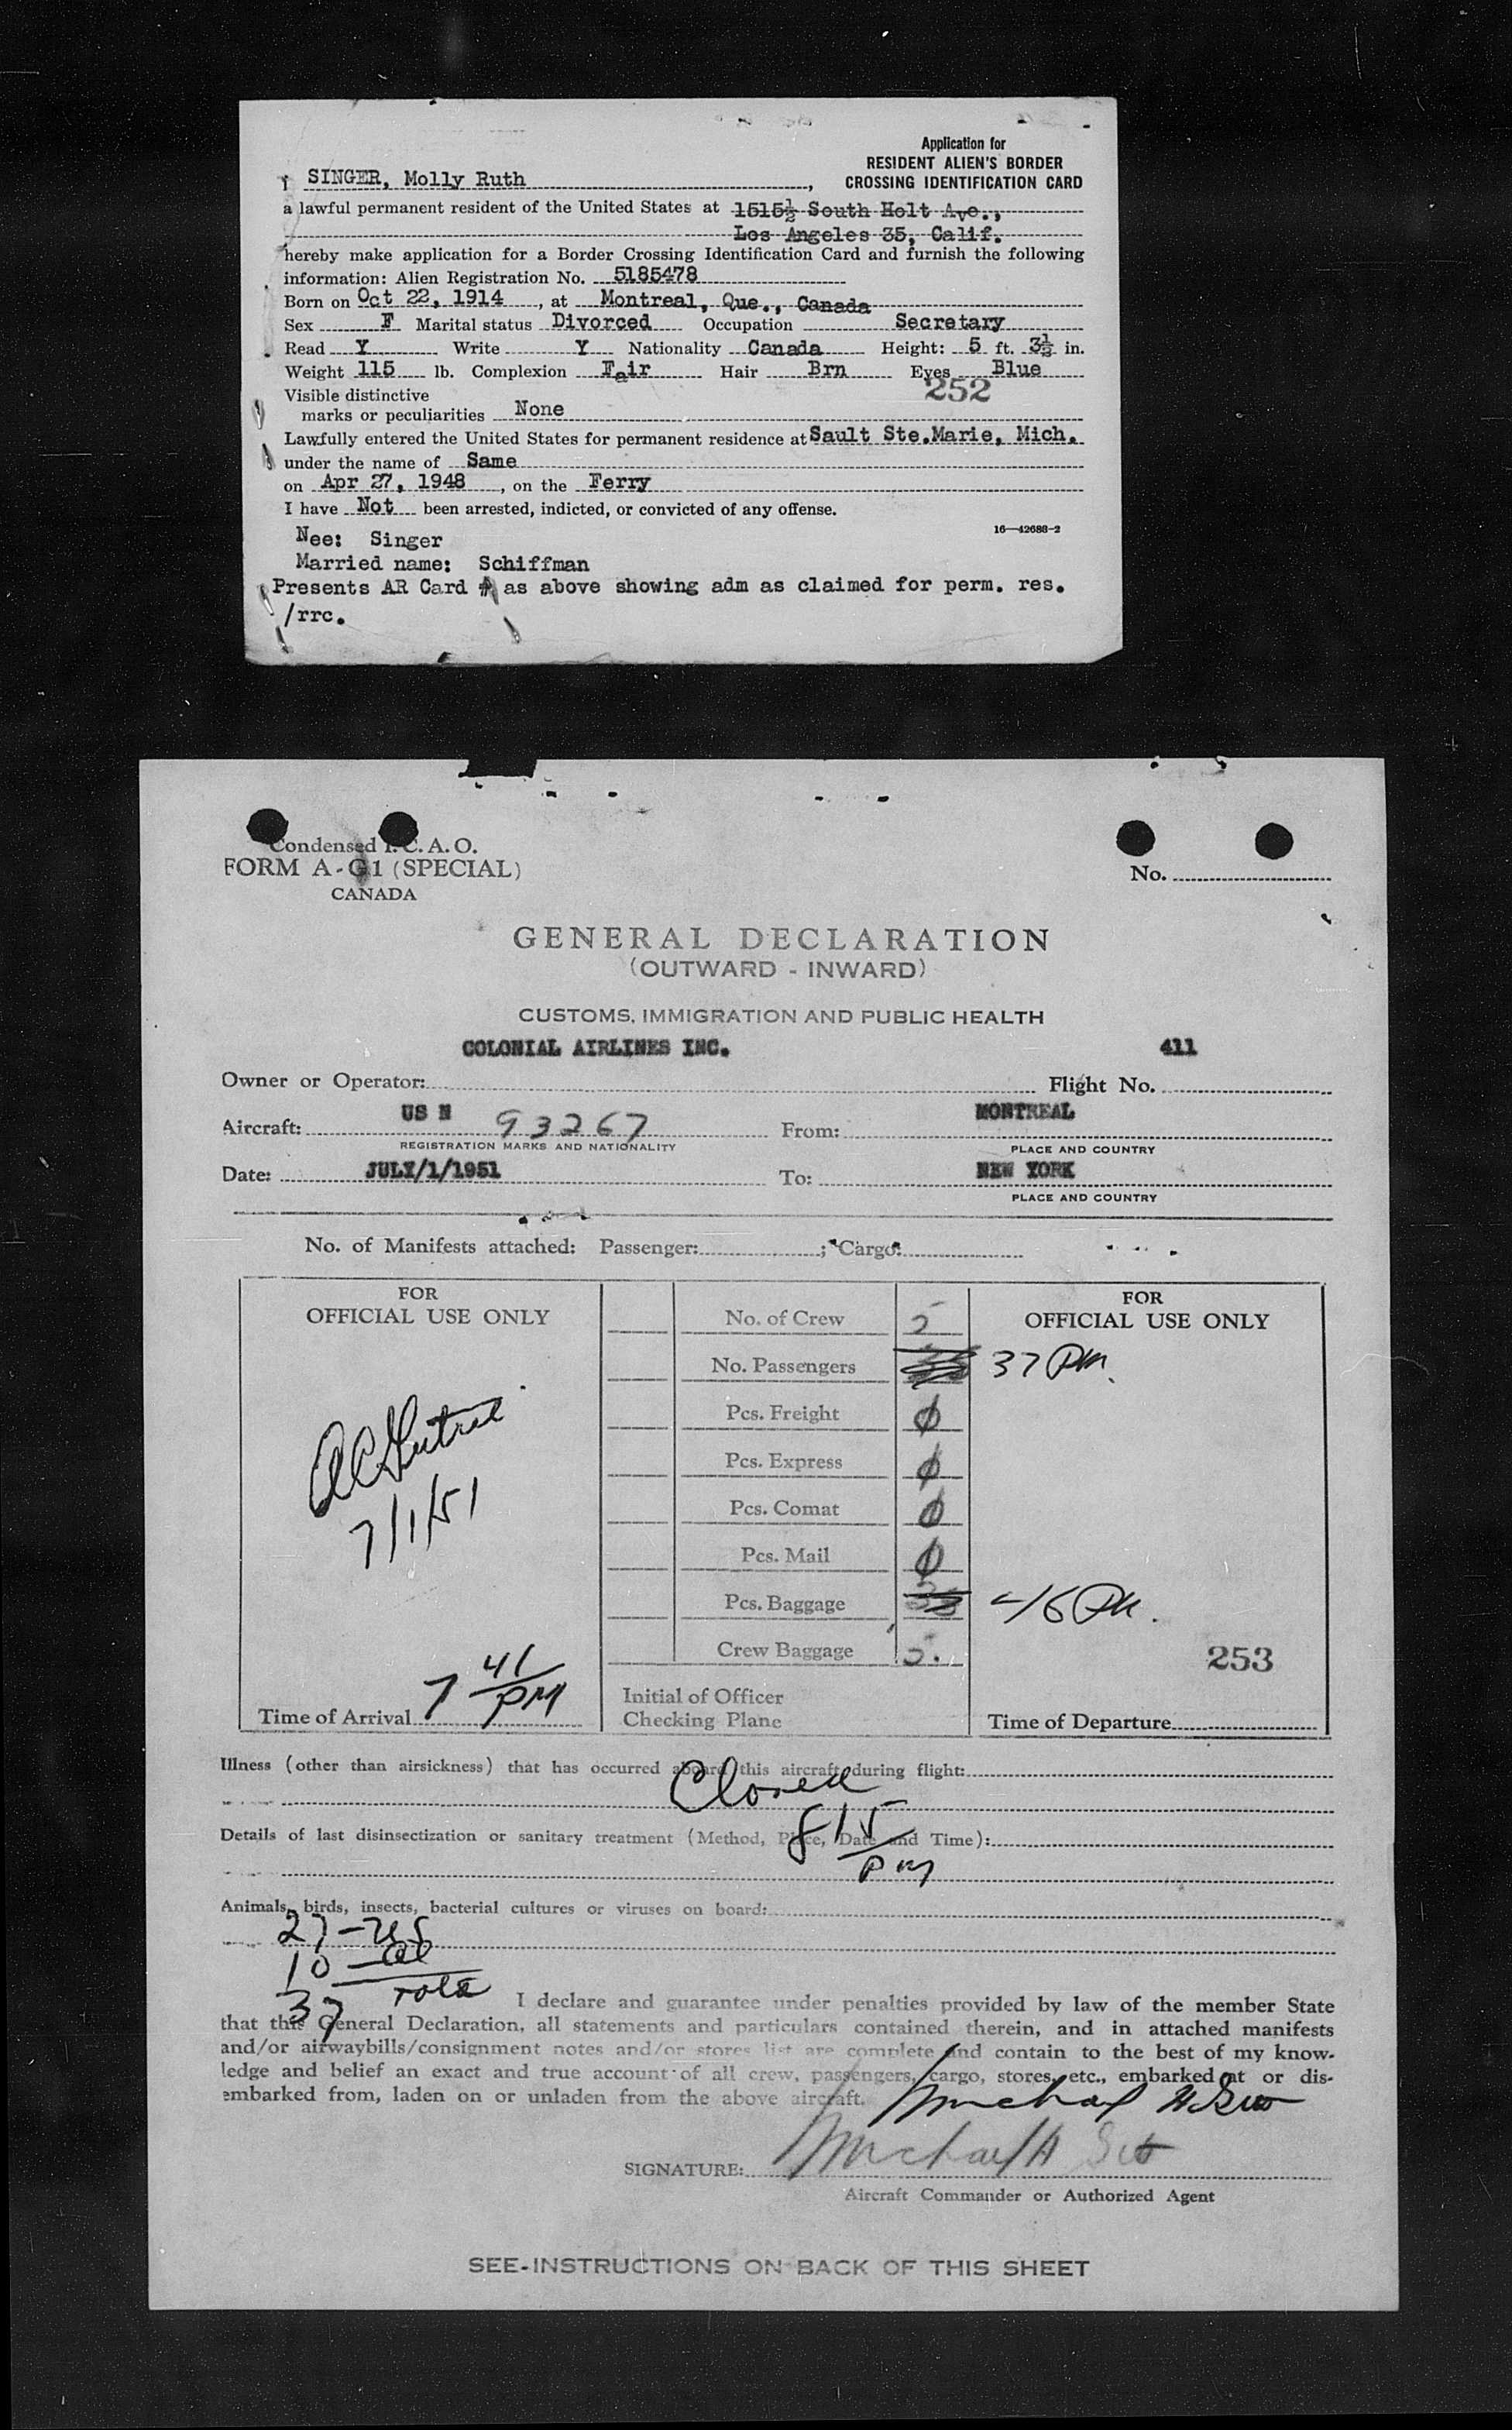 Application for
RESIDENT ALIEN'S BORDER
CROSSING IDENTIFICATION CARD
I SINGER, Molly Ruth ,
a lawful permanent resident of the United States at 1515½ South Holt Ave.,
Los Angeles 35, Calif.
hereby make application for a Border Crossing Identification Card and furnish the following
information: Alien Registration No. 5185478
Born on Oct 22, 1914 , at Montreal, Que., Canada
Sex F Marital status Divorced Occupation Secretary
Read Y Write Y Nationality Canada Height: 5 ft. 3½ in.
Weight 115 lb. Complexion Fair Hair Brn Eyes Blue
252
Visible distinctive
marks or peculiarities None
Lawfully entered the United States for permanent residence at Sault Ste.Marie, Mich.
under the name of Same
on Apr 27, 1948 , on the Ferry
I have Not been arrested, indicted, or convicted of any offense.
16—42688-2
Nee: Singer
Married name: Schiffman
Presents AR Card # as above showing adm as claimed for perm. res.
/rrc.
Condensed I.C.A.O.
FORM A-G1 (SPECIAL)
CANADA
No.
GENERAL DECLARATION
(OUTWARD - INWARD)
CUSTOMS, IMMIGRATION AND PUBLIC HEALTH
COLONIAL AIRLINES INC. 411
Owner or Operator: Flight No.
Aircraft: US N 93267 From: MONTREAL
REGISTRATION MARKS AND NATIONALITY PLACE AND COUNTRY
Date: JULY/1/1951 To: NEW YORK
PLACE AND COUNTRY
No. of Manifests attached: Passenger: ; Cargo:
FOR
OFFICIAL USE ONLY
7/1/51
Time of Arrival 7 41 PM
No. of Crew 5
No. Passengers
Pcs. Freight ϕ
Pcs. Express ϕ
Pcs. Comat ϕ
Pcs. Mail ϕ
Pcs. Baggage
Crew Baggage 5.
Initial of Officer
Checking Plane
FOR
OFFICIAL USE ONLY
37
253
Time of Departure
Illness (other than airsickness) that has occurred aboard this aircraft during flight:
Closed
815
PM
Details of last disinsectization or sanitary treatment (Method, Place, Date and Time):
Animals, birds, insects, bacterial cultures or viruses on board:
27-US
10-al
37 Total
I declare and guarantee under penalties provided by law of the member State
that this General Declaration, all statements and particulars contained therein, and in attached manifests
and/or airwaybills/consignment notes and/or stores list are complete and contain to the best of my know-
ledge and belief an exact and true account of all crew, passengers, cargo, stores, etc., embarked at or dis-
embarked from, laden on or unladen from the above aircraft.
Michael H
SIGNATURE: Michael H
Aircraft Commander or Authorized Agent
SEE-INSTRUCTIONS ON BACK OF THIS SHEET